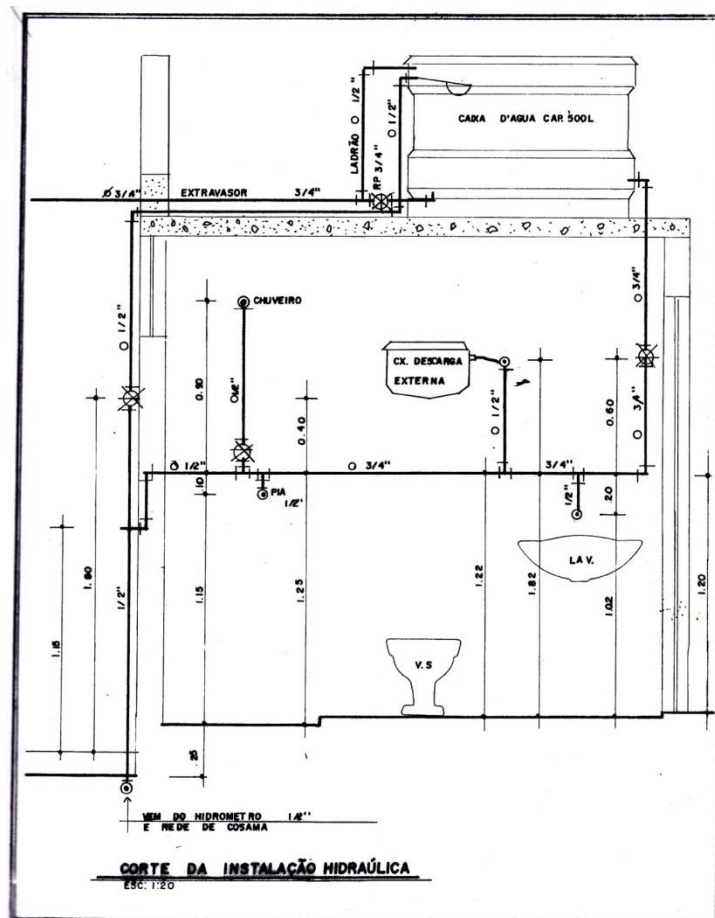 CAIXA D'AGUA CAP. 500L
LADRÃO O 1/2"
O 1/2"
RP 3/4"
Ø 3/4" EXTRAVASOR 3/4"
O 3/4"
O 1/2"
CHUVEIRO
CX. DESCARGA
EXTERNA
0.90
O 1/2"
0.40
O 1/2"
0.60
O 3/4"
O 1/2"
O 3/4"
3/4"
.10
PIA
1/2"
1/2"
.20
LAV.
1.80
1/2"
1.15
1.15
1.25
1.22
1.82
1.02
1.20
V.S
.25
VEM DO HIDROMETRO 1/2"
E REDE DE COSAMA
CORTE DA INSTALAÇÃO HIDRAÚLICA
ESC: 1:20